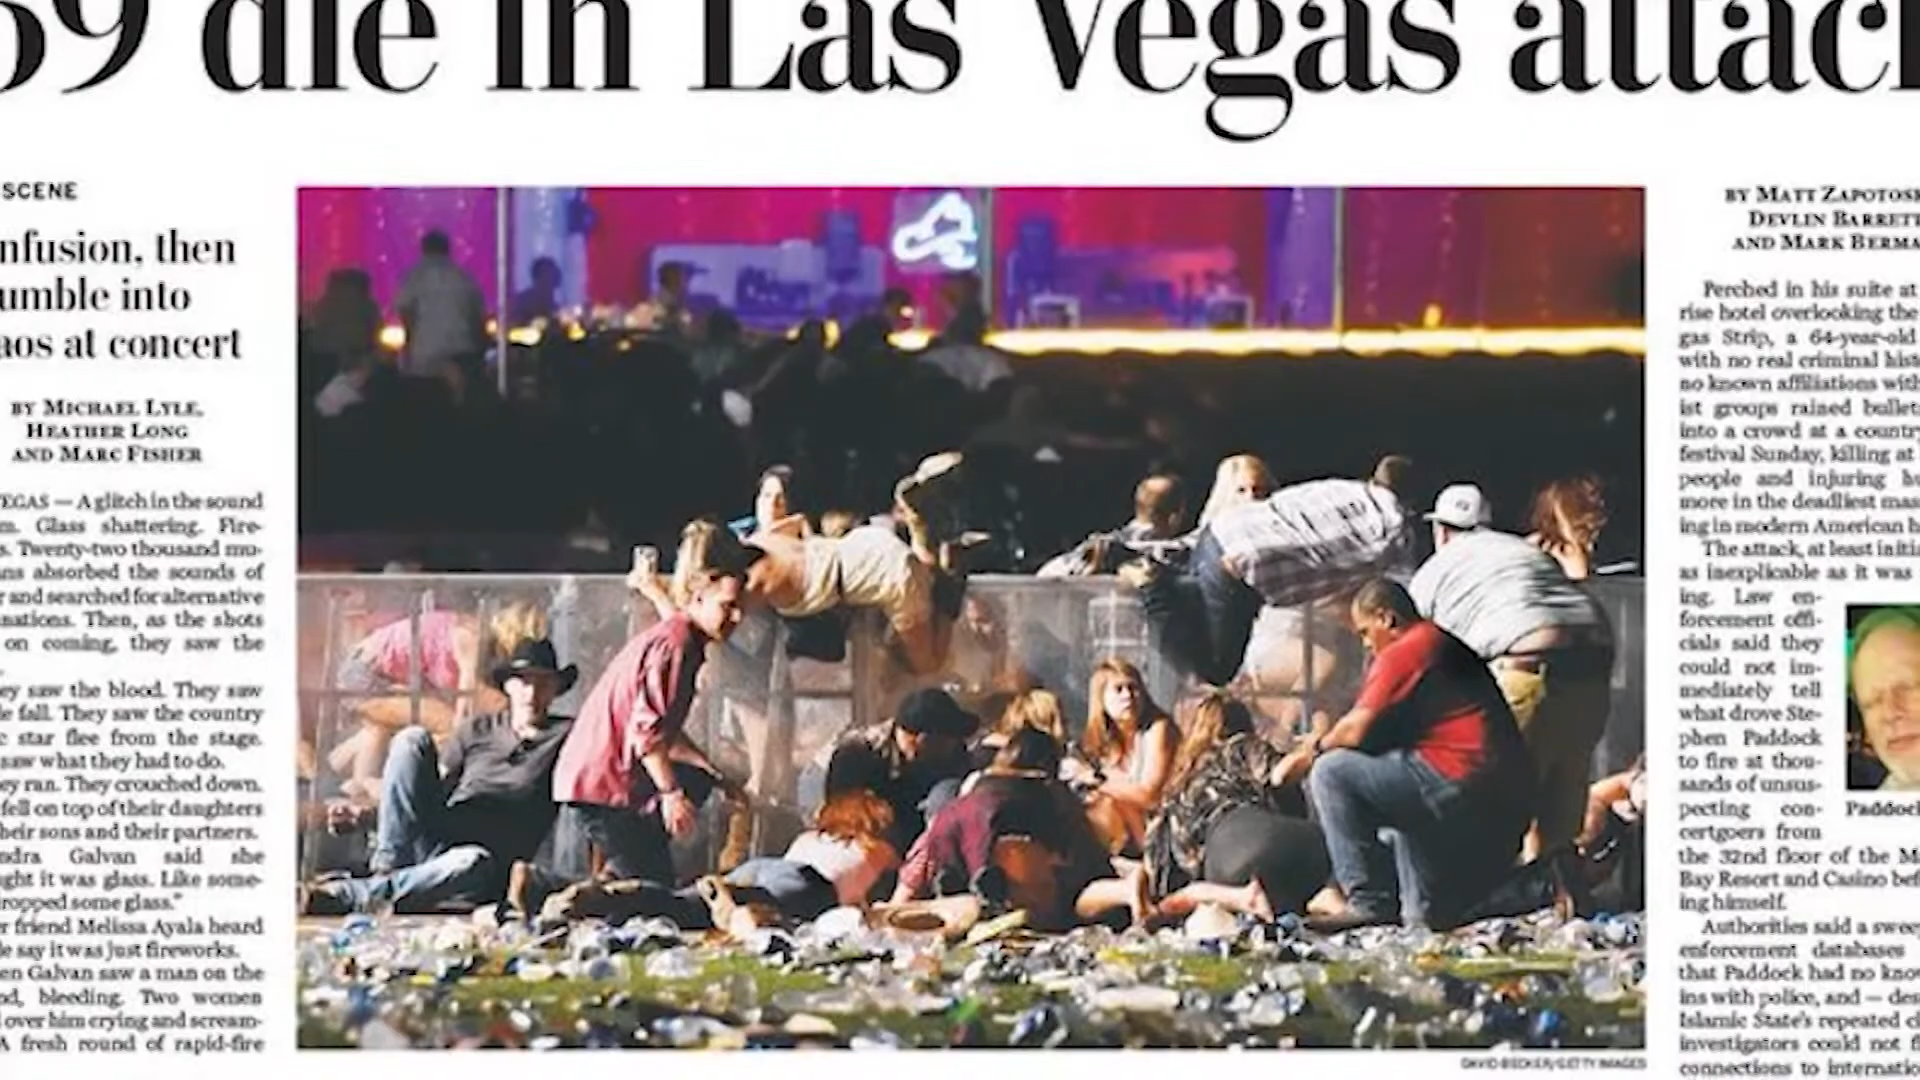 59 die in Las Vegas attac
SCENE
nfusion, then
umble into
aos at concert
BY MICHAEL LYLE,
HEATHER LONG
AND MARC FISHER
VEGAS — A glitch in the sound
m. Glass shattering. Fire-
s. Twenty-two thousand mu-
ans absorbed the sounds of
r and searched for alternative
nations. Then, as the shots
on coming, they saw the
ey saw the blood. They saw
le fall. They saw the country
c star flee from the stage.
saw what they had to do.
ey ran. They crouched down.
fell on top of their daughters
heir sons and their partners.
ndra Galvan said she
ught it was glass. Like some-
ropped some glass."
r friend Melissa Ayala heard
le say it was just fireworks.
en Galvan saw a man on the
nd, bleeding. Two women
over him crying and scream-
A fresh round of rapid-fire
DAVID BECKER/GETTY IMAGES
BY MATT ZAPOTOSK
DEVLIN BARRETT
AND MARK BERMA
Perched in his suite at
rise hotel overlooking the
gas Strip, a 64-year-old
with no real criminal hist
no known affiliations with
ist groups rained bullet
into a crowd at a country
festival Sunday, killing at
people and injuring hu
more in the deadliest mas
ing in modern American h
The attack, at least initia
as inexplicable as it was
ing. Law en-
forcement offi-
cials said they
could not im-
mediately tell
what drove Ste-
phen Paddock
to fire at thou-
sands of unsus-
pecting con-
certgoers from
Paddock
the 32nd floor of the M
Bay Resort and Casino bef
ing himself.
Authorities said a swee
enforcement databases
that Paddock had no know
ins with police, and — des
Islamic State's repeated cl
investigators could not f
connections to internatio